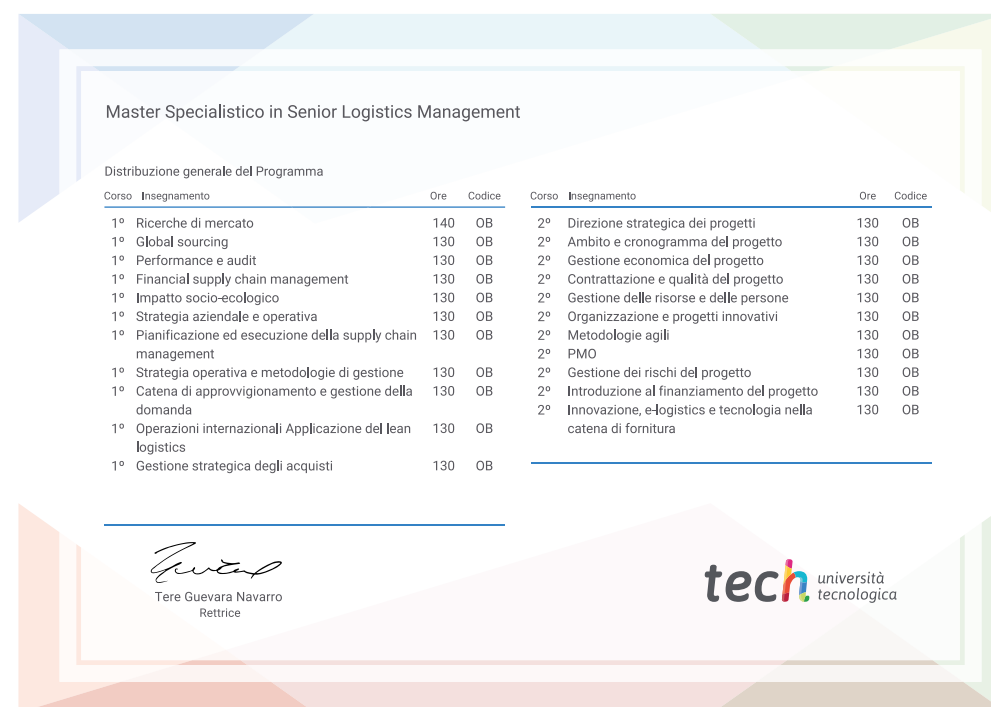 Master Specialistico in Senior Logistics Management
Distribuzione generale del Programma
Corso Insegnamento Ore Codice
1º Ricerche di mercato 140 OB
1º Global sourcing 130 OB
1º Performance e audit 130 OB
1º Financial supply chain management 130 OB
1º Impatto socio-ecologico 130 OB
1º Strategia aziendale e operativa 130 OB
1º Pianificazione ed esecuzione della supply chain 130 OB
management
1º Strategia operativa e metodologie di gestione 130 OB
1º Catena di approvvigionamento e gestione della 130 OB
domanda
1º Operazioni internazionali Applicazione del lean 130 OB
logistics
1º Gestione strategica degli acquisti 130 OB
Corso Insegnamento Ore Codice
2º Direzione strategica dei progetti 130 OB
2º Ambito e cronogramma del progetto 130 OB
2º Gestione economica del progetto 130 OB
2º Contrattazione e qualità del progetto 130 OB
2º Gestione delle risorse e delle persone 130 OB
2º Organizzazione e progetti innovativi 130 OB
2º Metodologie agili 130 OB
2º PMO 130 OB
2º Gestione dei rischi del progetto 130 OB
2º Introduzione al finanziamento del progetto 130 OB
2º Innovazione, e-logistics e tecnologia nella 130 OB
catena di fornitura
Tere Guevara Navarro
Rettrice
tech università
tecnologica